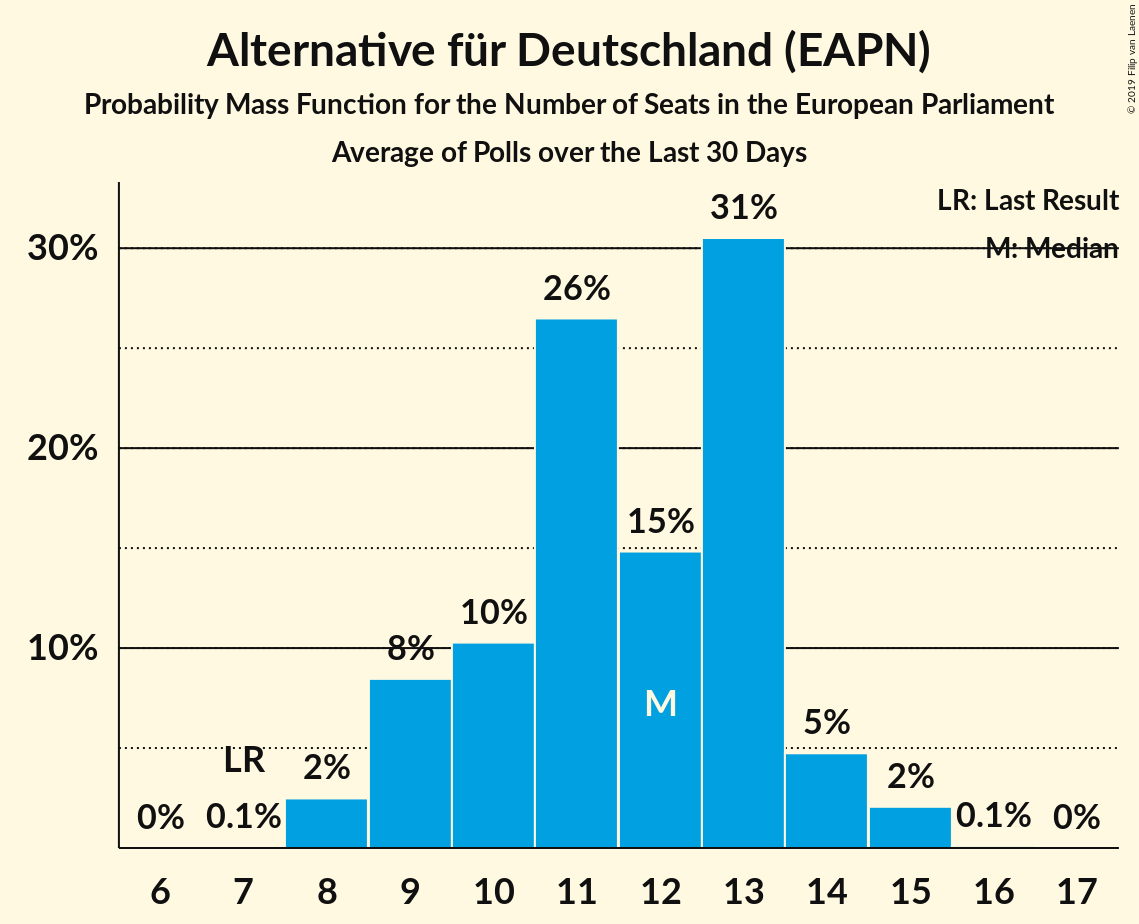 Alternative für Deutschland (EAPN)
Probability Mass Function for the Number of Seats in the European Parliament
Average of Polls over the Last 30 Days
© 2019 Filip van Laenen
LR: Last Result
M: Median
30%
20%
10%
0%
LR
0.1%
2%
8%
10%
26%
15%
M
31%
5%
2%
0.1%
0%
6 7 8 9 10 11 12 13 14 15 16 17